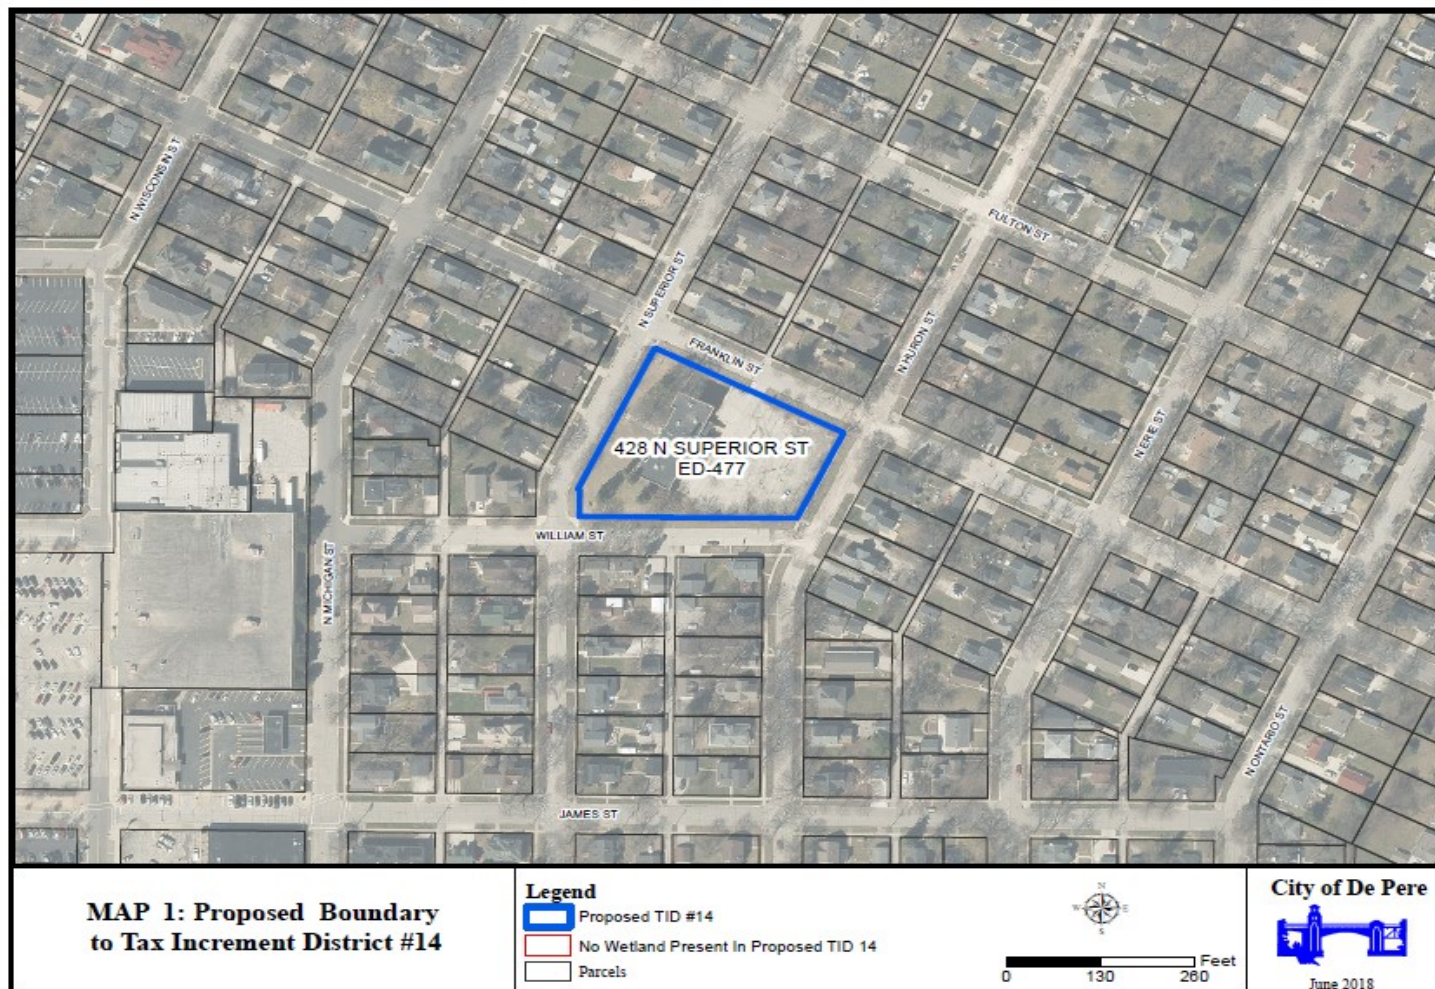 N WISCONSIN ST
FULTON ST
N SUPERIOR ST
FRANKLIN ST
N HURON ST
428 N SUPERIOR ST
ED-477
N ERIE ST
WILLIAM ST
N MICHIGAN ST
N ONTARIO ST
JAMES ST
MAP 1: Proposed Boundary
to Tax Increment District #14
Legend
Proposed TID #14
No Wetland Present In Proposed TID 14
Parcels
N
W E
S
Feet
0 130 260
City of De Pere
June 2018